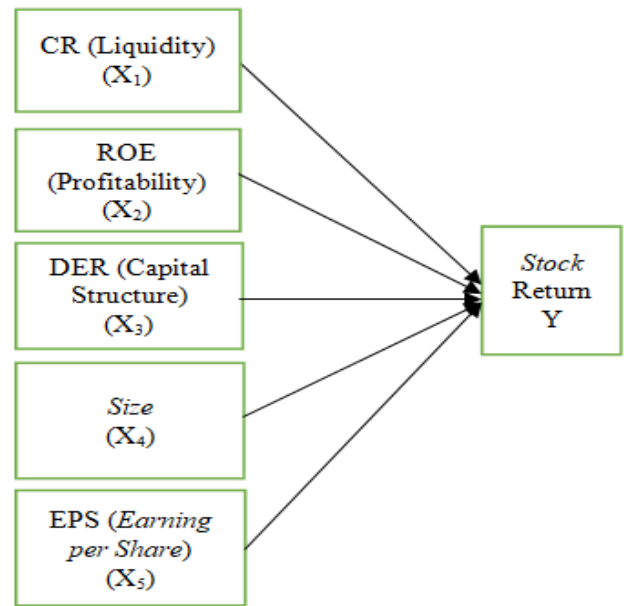 CR (Liquidity)
(X₁)
ROE
(Profitability)
(X₂)
DER (Capital
Structure)
(X₃)
Size
(X₄)
EPS (Earning
per Share)
(X₅)
Stock
Return
Y